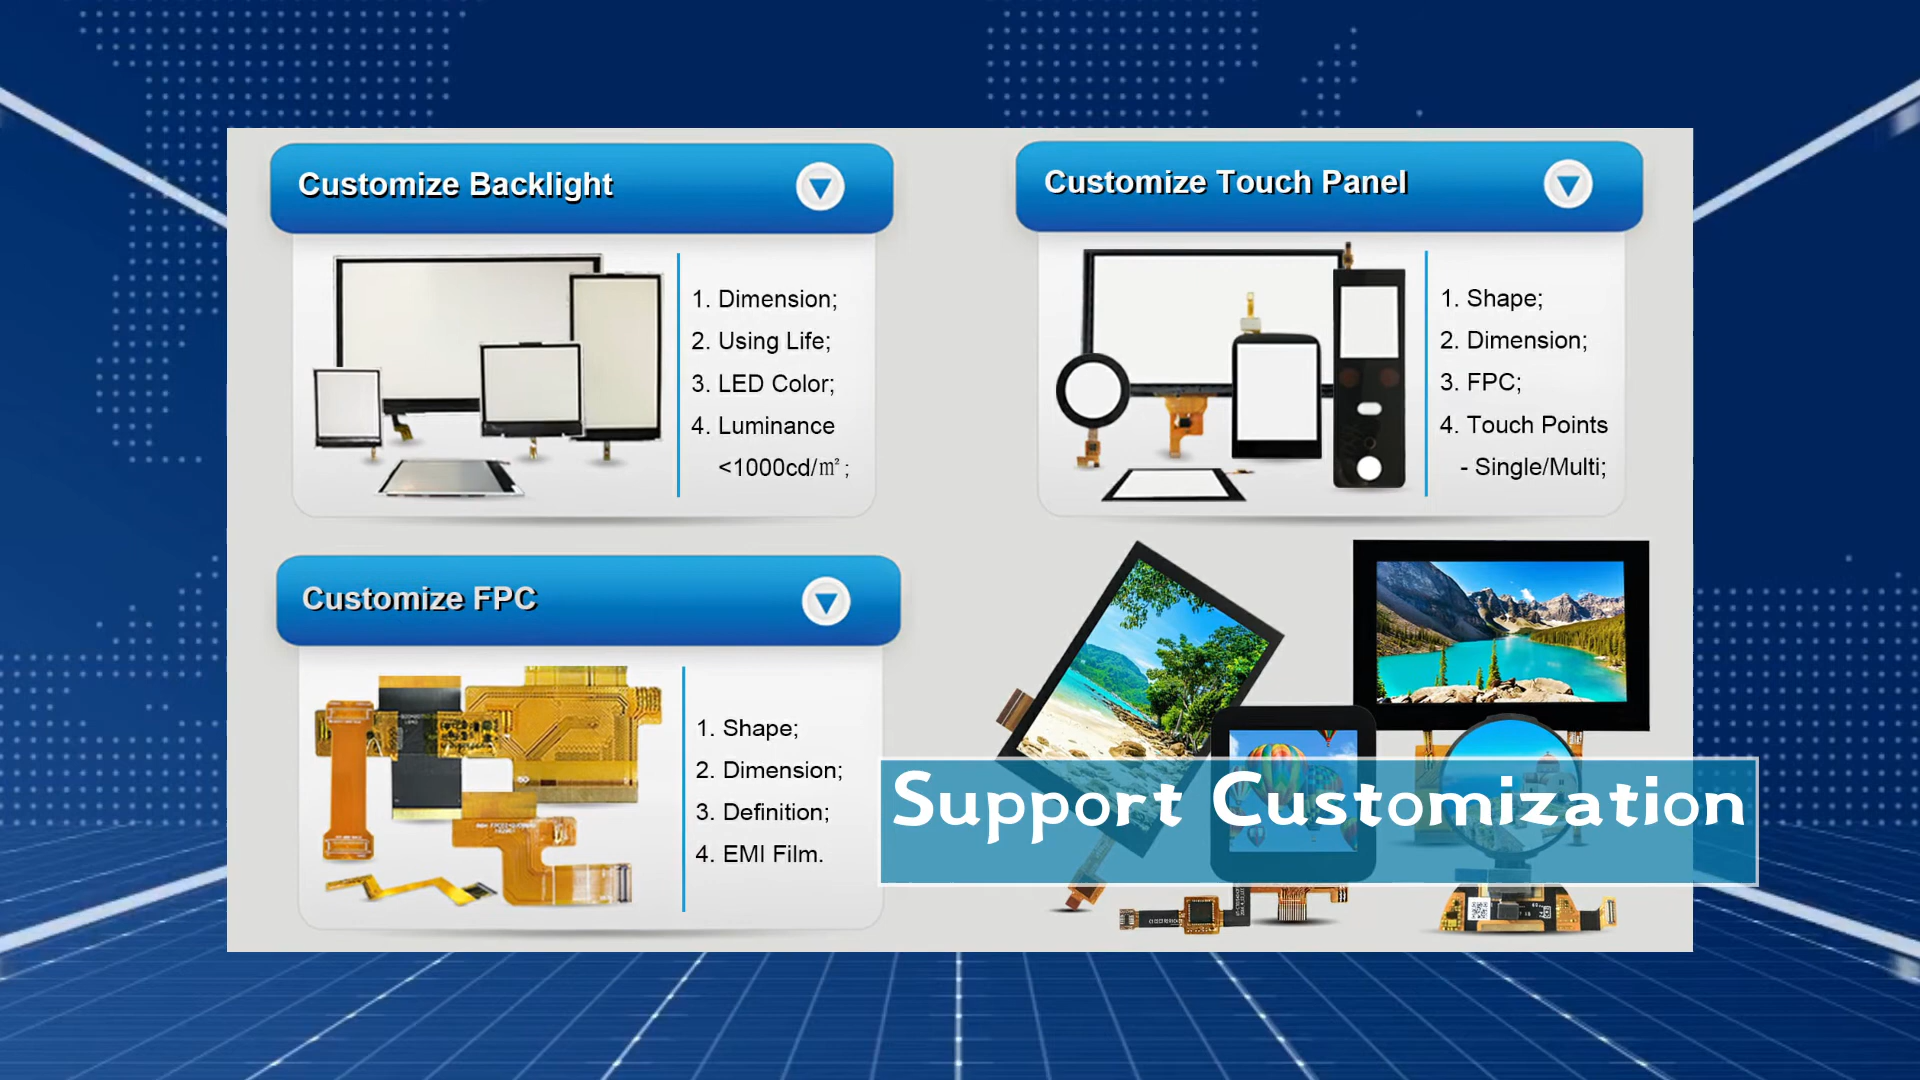 Customize Backlight
1. Dimension;
2. Using Life;
3. LED Color;
4. Luminance
<1000cd/m²;
Customize Touch Panel
1. Shape;
2. Dimension;
3. FPC;
4. Touch Points
- Single/Multi;
Customize FPC
1. Shape;
2. Dimension;
3. Definition;
4. EMI Film.
Support Customization